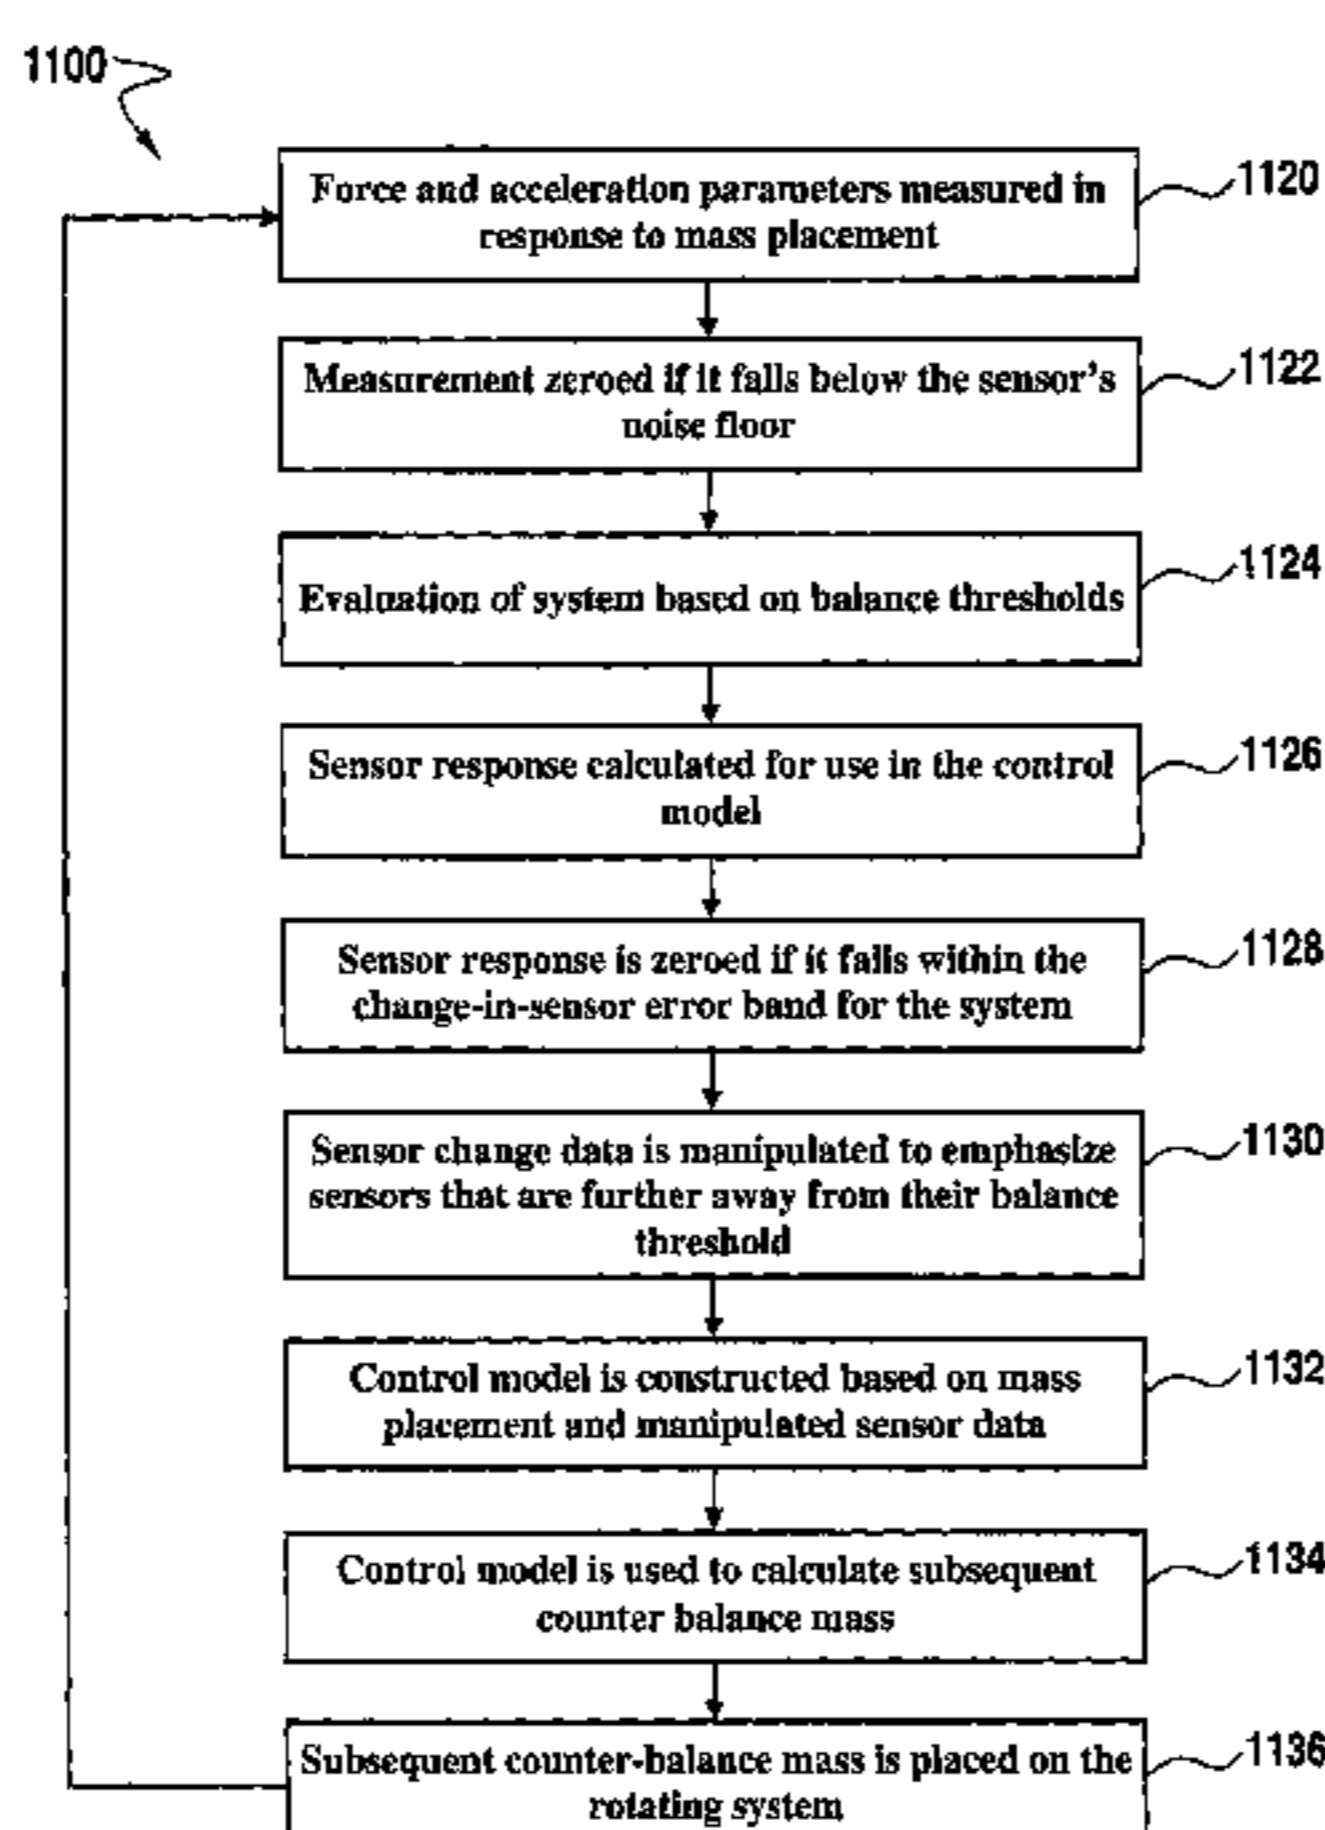 1100
Force and acceleration parameters measured in
response to mass placement
1120
Measurement zeroed if it falls below the sensor's
noise floor
1122
Evaluation of system based on balance thresholds
1124
Sensor response calculated for use in the control
model
1126
Sensor response is zeroed if it falls within the
change-in-sensor error band for the system
1128
Sensor change data is manipulated to emphasize
sensors that are further away from their balance
threshold
1130
Control model is constructed based on mass
placement and manipulated sensor data
1132
Control model is used to calculate subsequent
counter balance mass
1134
Subsequent counter-balance mass is placed on the
rotating system
1136